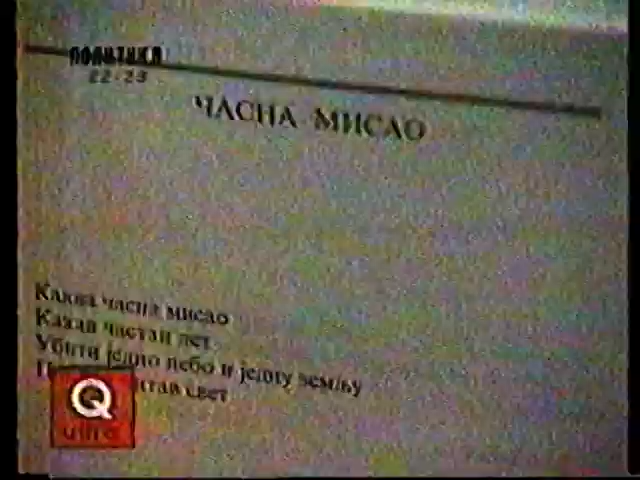 ПОЛИТИКА
22:23
ЧАСНА МИСАО
Каква часна мисао
Какав частан лет
Убити једно небо и једну земљу
свет
Q